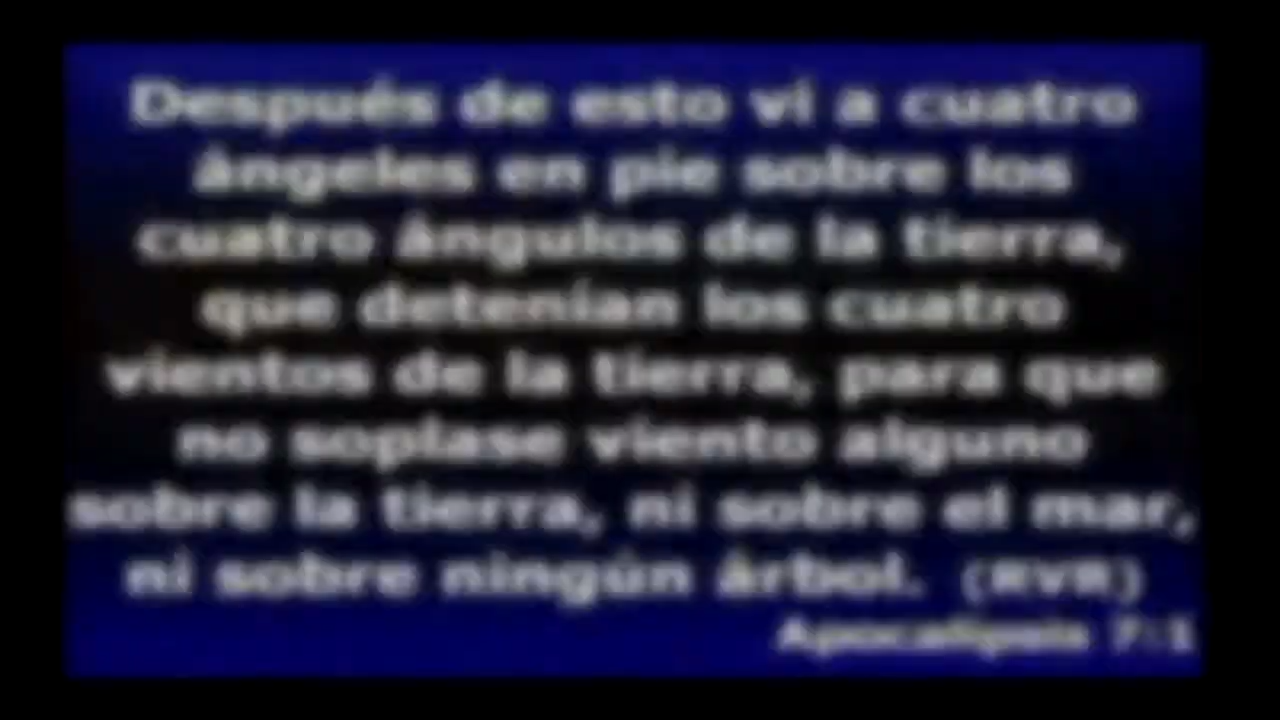 Después de esto vi a cuatro
ángeles en pie sobre los
cuatro ángulos de la tierra,
que detenían los cuatro
vientos de la tierra, para que
no soplase viento alguno
sobre la tierra, ni sobre el mar,
ni sobre ningún árbol. (RVR)
Apocalipsis 7:1